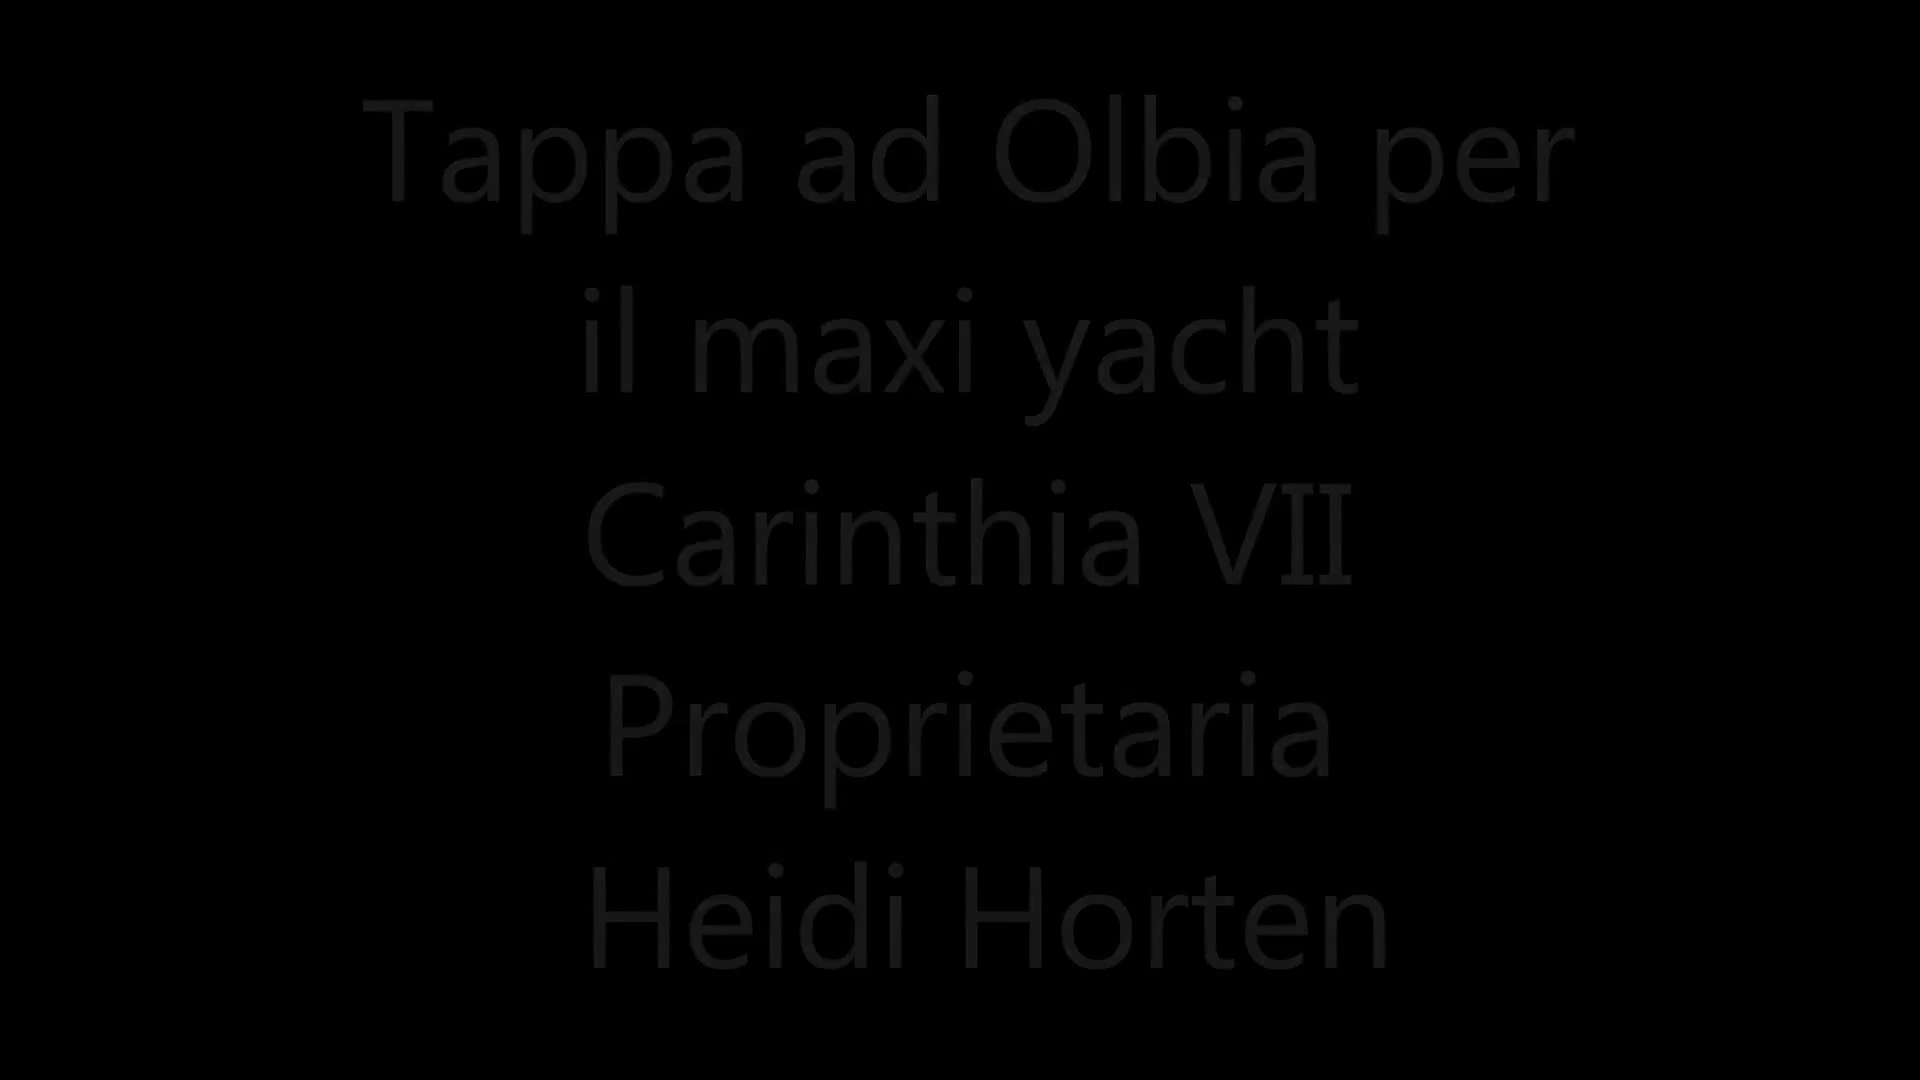 Tappa ad Olbia per
il maxi yacht
Carinthia VII
Proprietaria
Heidi Horten